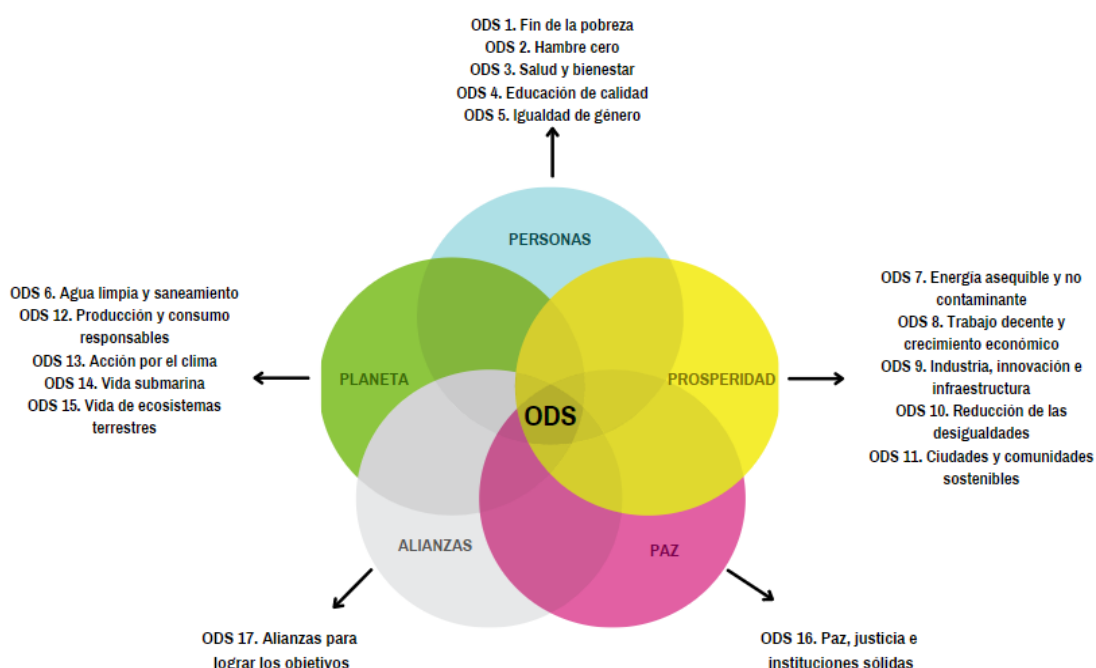 ODS 1. Fin de la pobreza
ODS 2. Hambre cero
ODS 3. Salud y bienestar
ODS 4. Educación de calidad
ODS 5. Igualdad de género
PERSONAS
ODS 6. Agua limpia y saneamiento
ODS 12. Producción y consumo
responsables
ODS 13. Acción por el clima
ODS 14. Vida submarina
ODS 15. Vida de ecosistemas
terrestres
PLANETA
PROSPERIDAD
ODS 7. Energía asequible y no
contaminante
ODS 8. Trabajo decente y
crecimiento económico
ODS 9. Industria, innovación e
infraestructura
ODS 10. Reducción de las
desigualdades
ODS 11. Ciudades y comunidades
sostenibles
ODS
ALIANZAS
PAZ
ODS 17. Alianzas para
lograr los objetivos
ODS 16. Paz, justicia e
instituciones sólidas